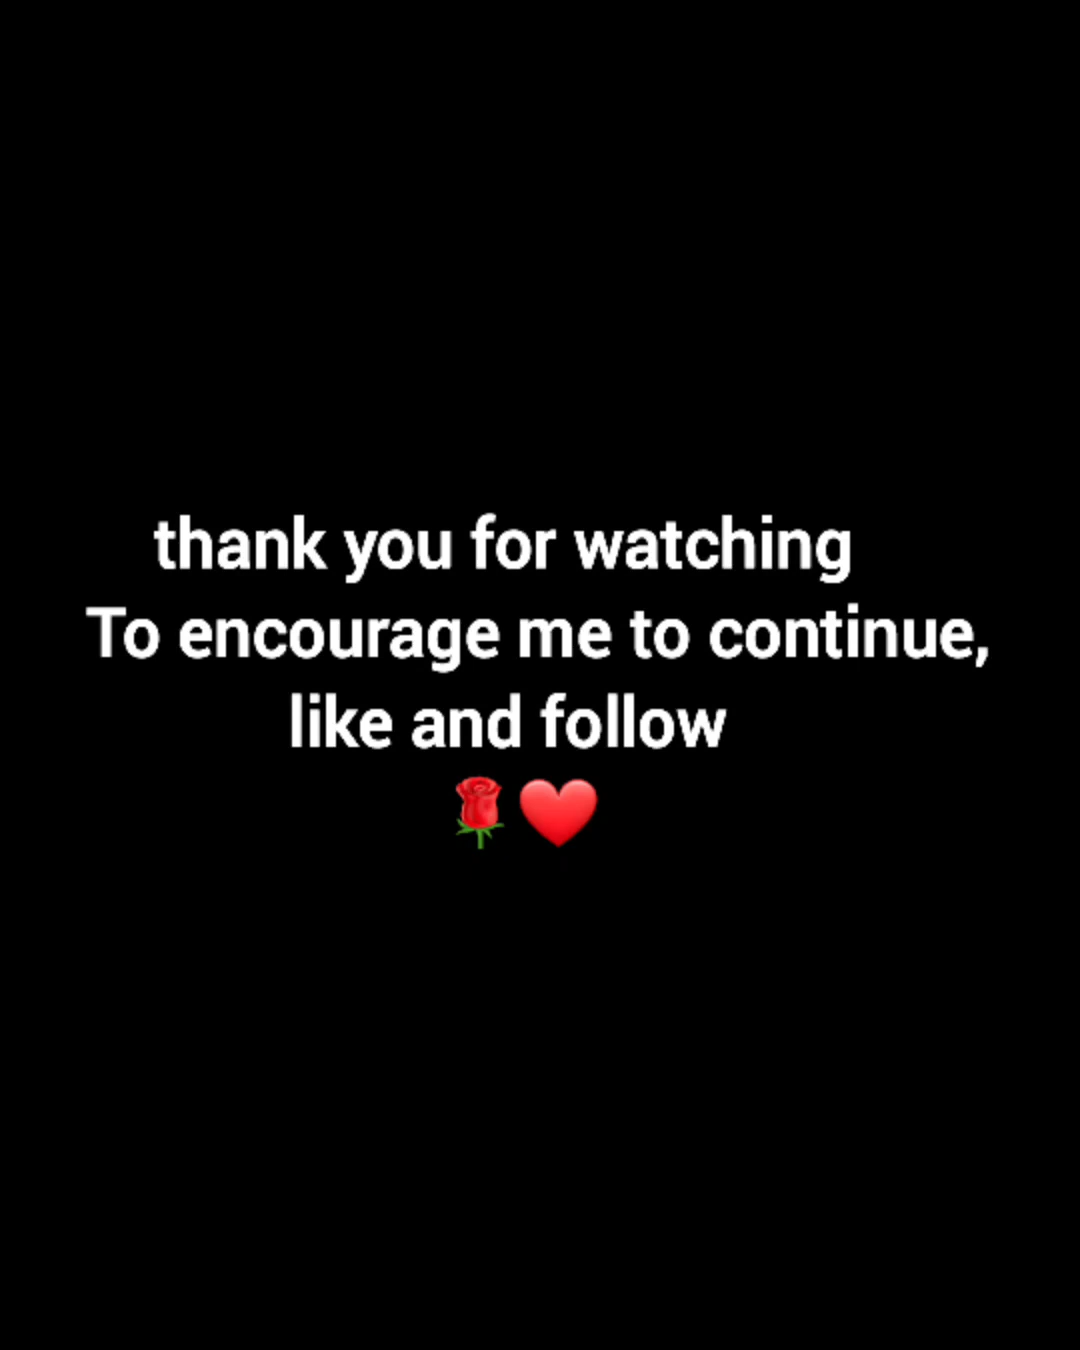 thank you for watching
To encourage me to continue,
like and follow
🌹❤️